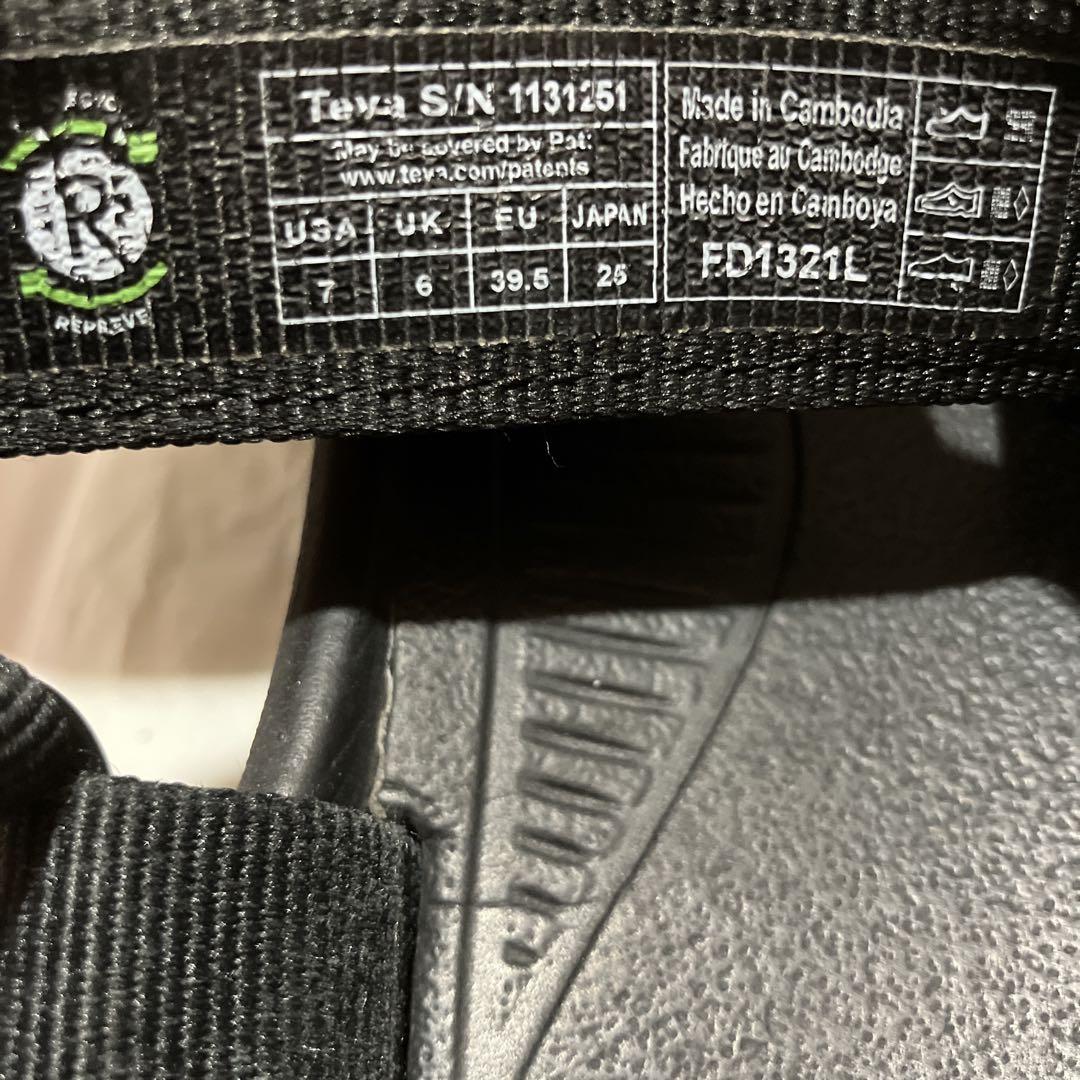 R
REPREVE
Teva S/N 1131251
May be covered by Pat:
www.teva.com/patents
USA UK EU JAPAN
7 6 39.5 25
Made in Cambodia
Fabriqué au Cambodge
Hecho en Camboya
FD1321L